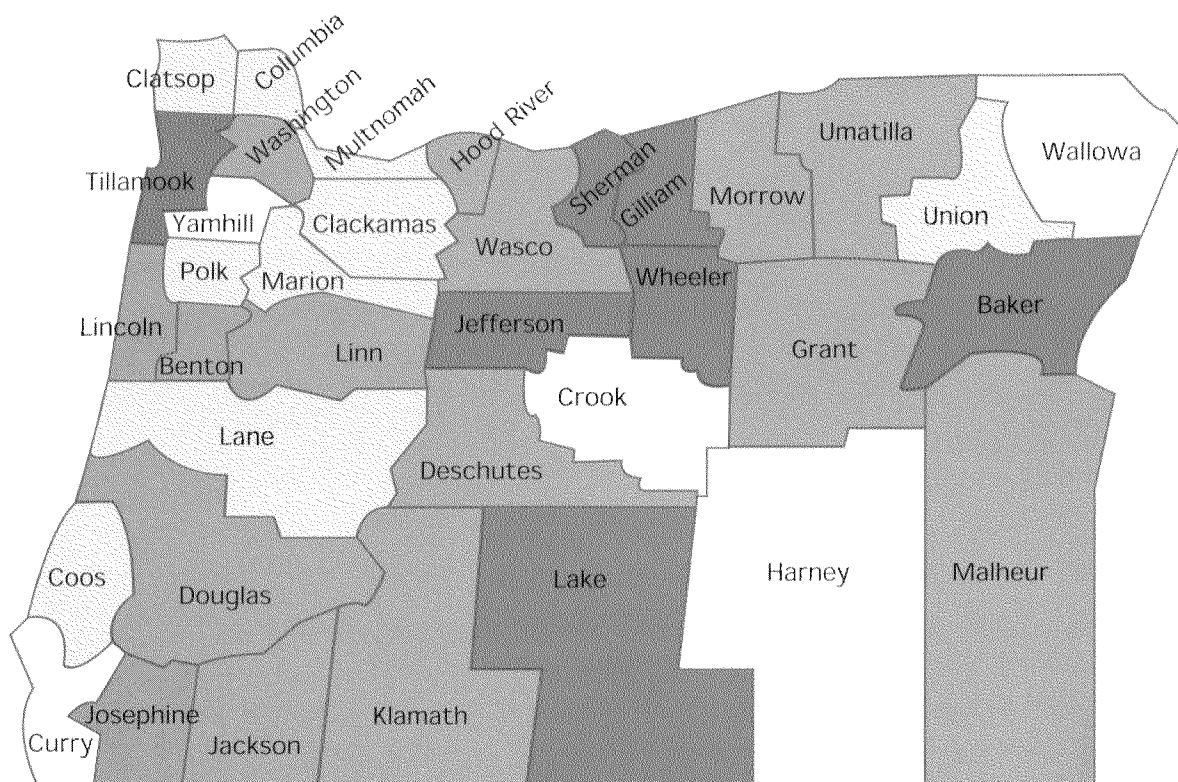 Clatsop
Columbia
Washington
Multnomah
Hood River
Tillamook
Yamhill
Clackamas
Wasco
Sherman
Gilliam
Morrow
Umatilla
Wallowa
Union
Polk
Marion
Wheeler
Baker
Lincoln
Benton
Linn
Jefferson
Grant
Crook
Lane
Deschutes
Coos
Douglas
Lake
Harney
Malheur
Curry
Josephine
Jackson
Klamath